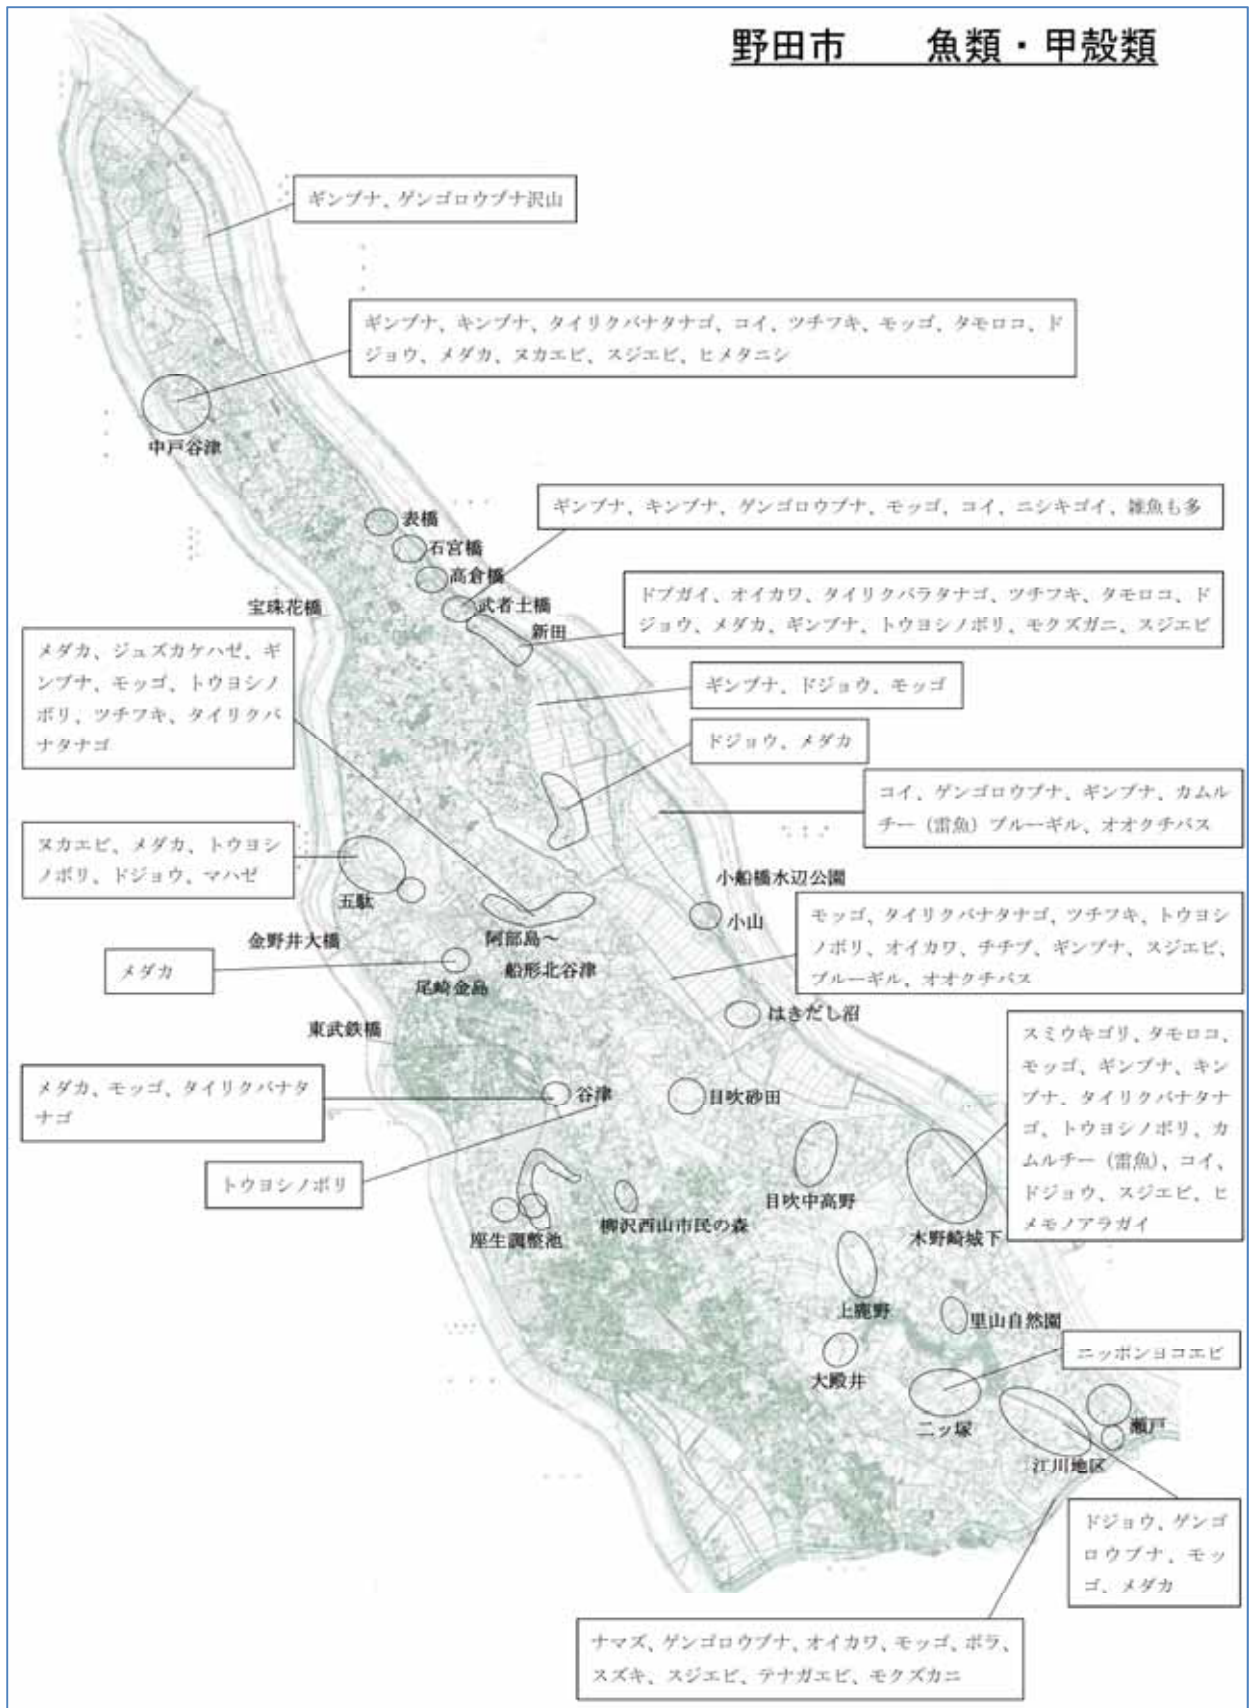 野田市　　魚類・甲殻類
ギンブナ、ゲンゴロウブナ沢山
ギンブナ、キンブナ、タイリクバナタナゴ、コイ、ツチフキ、モッゴ、タモロコ、ド
ジョウ、メダカ、ヌカエビ、スジエビ、ヒメタニシ
中戸谷津
ギンブナ、キンブナ、ゲンゴロウブナ、モッゴ、コイ、ニシキゴイ、雑魚も多
表橋
石宮橋
高倉橋
武者土橋
宝珠花橋
新田
ドブガイ、オイカワ、タイリクバラタナゴ、ツチフキ、タモロコ、ド
ジョウ、メダカ、ギンブナ、トウヨシノボリ、モクズガニ、スジエビ
メダカ、ジュズカケハゼ、ギ
ンブナ、モッゴ、トウヨシノ
ボリ、ツチフキ、タイリクバ
ナタナゴ
ギンブナ、ドジョウ、モッゴ
ドジョウ、メダカ
コイ、ゲンゴロウブナ、ギンブナ、カムル
チー（雷魚）ブルーギル、オオクチバス
ヌカエビ、メダカ、トウヨシ
ノボリ、ドジョウ、マハゼ
五駄
小船橋水辺公園
小山
モッゴ、タイリクバナタナゴ、ツチフキ、トウヨシ
ノボリ、オイカワ、チチブ、ギンブナ、スジエビ、
ブルーギル、オオクチバス
金野井大橋
阿部島～
船形北谷津
メダカ
尾崎金島
はきだし沼
東武鉄橋
スミウキゴリ、タモロコ、
モッゴ、ギンブナ、キン
ブナ、タイリクバナタナ
ゴ、トウヨシノボリ、カ
ムルチー（雷魚）、コイ、
ドジョウ、スジエビ、ヒ
メモノアラガイ
メダカ、モッゴ、タイリクバナタ
ナゴ
谷津
目吹砂田
トウヨシノボリ
目吹中高野
木野崎城下
座生調整池
柳沢西山市民の森
上鹿野
里山自然園
ニッポンヨコエビ
大殿井
二ッ塚
瀬戸
江川地区
ドジョウ、ゲンゴ
ロウブナ、モッ
ゴ、メダカ
ナマズ、ゲンゴロウブナ、オイカワ、モッゴ、ボラ、
スズキ、スジエビ、テナガエビ、モクズカニ